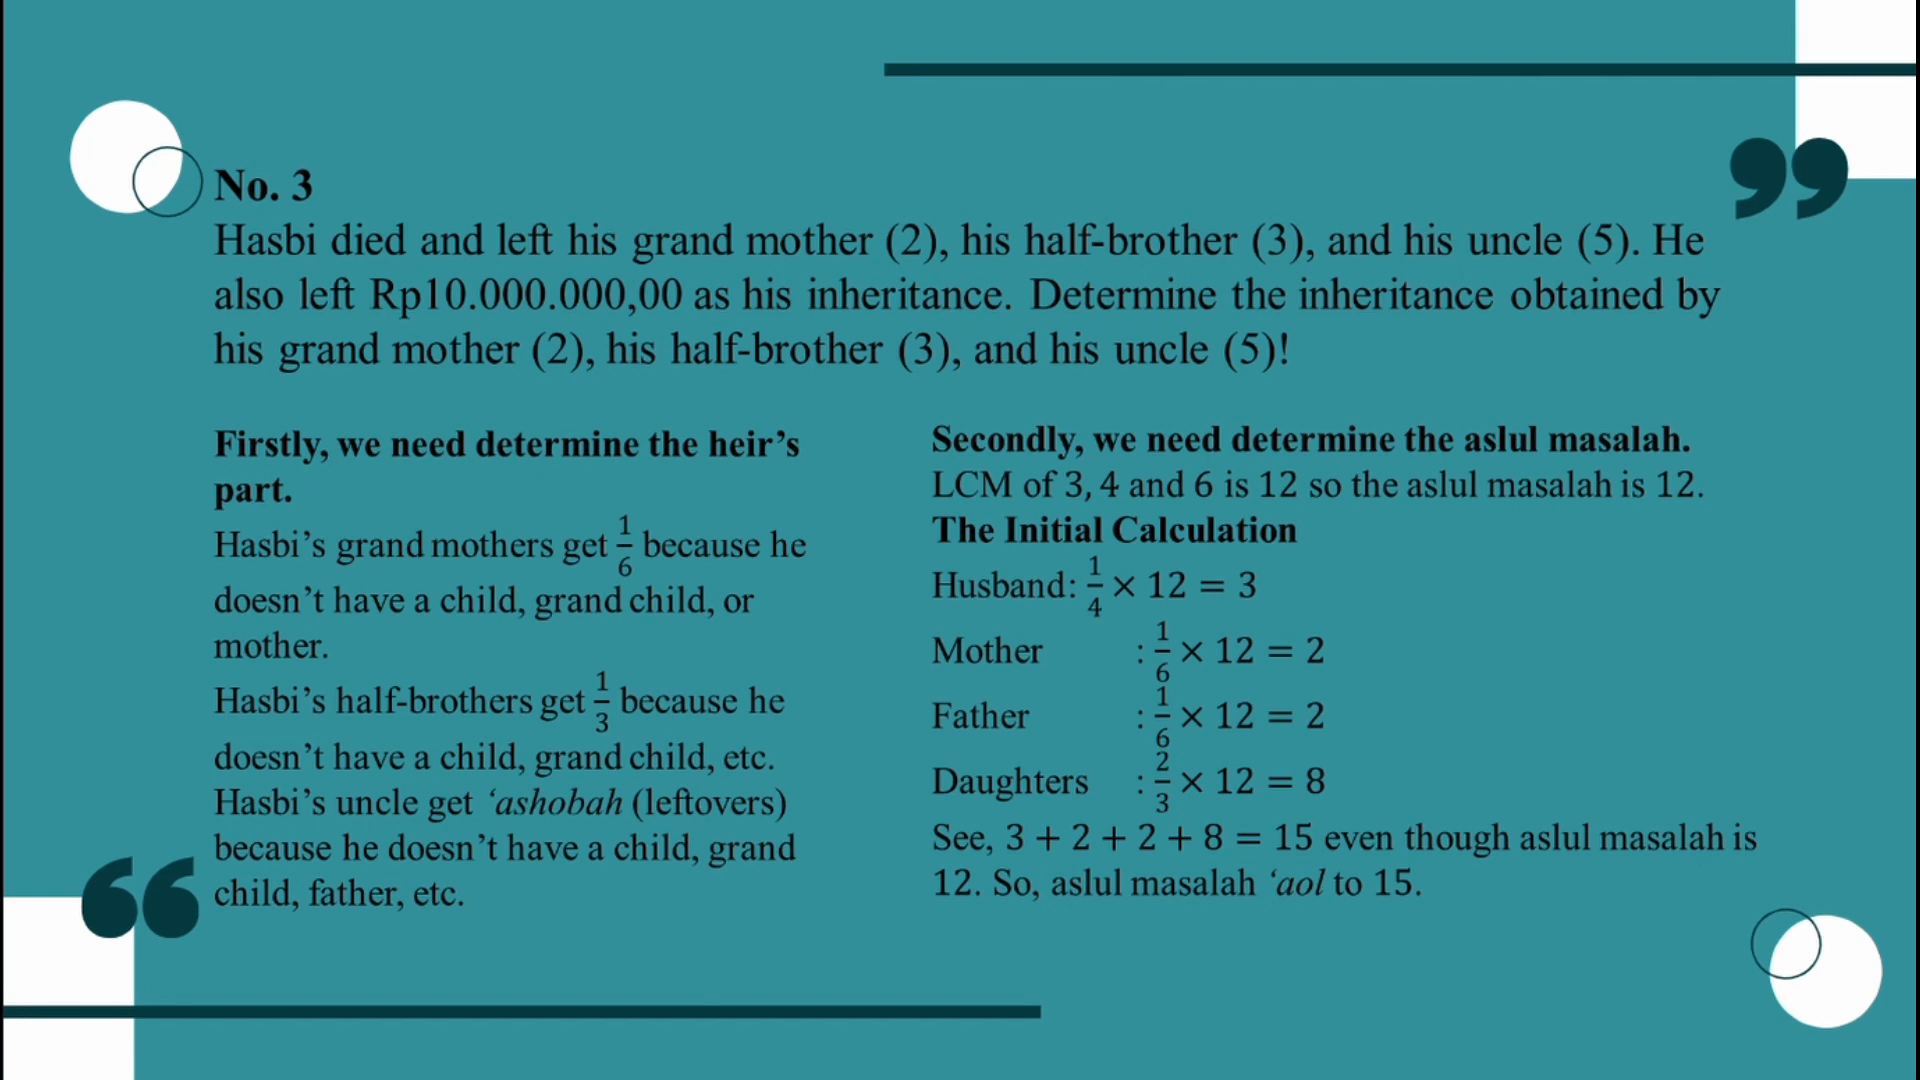 No. 3
Hasbi died and left his grand mother (2), his half-brother (3), and his uncle (5). He
also left Rp10.000.000,00 as his inheritance. Determine the inheritance obtained by
his grand mother (2), his half-brother (3), and his uncle (5)!
Firstly, we need determine the heir’s
part.
Hasbi’s grand mothers get 1/6 because he
doesn’t have a child, grand child, or
mother.
Hasbi’s half-brothers get 1/3 because he
doesn’t have a child, grand child, etc.
Hasbi’s uncle get ‘ashobah (leftovers)
because he doesn’t have a child, grand
child, father, etc.
Secondly, we need determine the aslul masalah.
LCM of 3, 4 and 6 is 12 so the aslul masalah is 12.
The Initial Calculation
Husband: 1/4 × 12 = 3
Mother : 1/6 × 12 = 2
Father : 1/6 × 12 = 2
Daughters : 2/3 × 12 = 8
See, 3 + 2 + 2 + 8 = 15 even though aslul masalah is
12. So, aslul masalah ‘aol to 15.